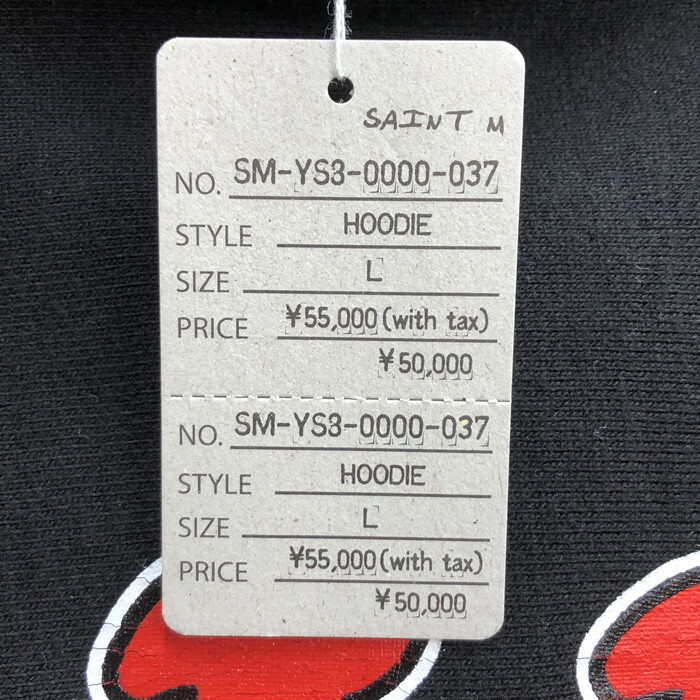 SAINT M
NO. SM-YS3-0000-037
STYLE HOODIE
SIZE L
PRICE ¥55,000(with tax)
¥50,000
NO. SM-YS3-0000-037
STYLE HOODIE
SIZE L
PRICE ¥55,000(with tax)
¥50,000